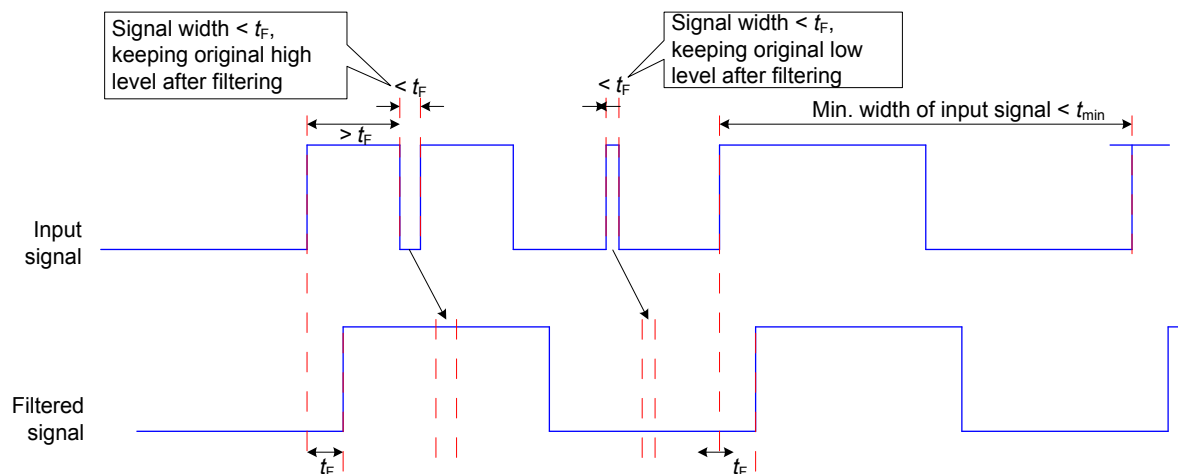 Signal width < tF,
keeping original high
level after filtering
Signal width < tF,
keeping original low
level after filtering
< tF
< tF
Min. width of input signal < tmin
> tF
Input
signal
Filtered
signal
tF
tF